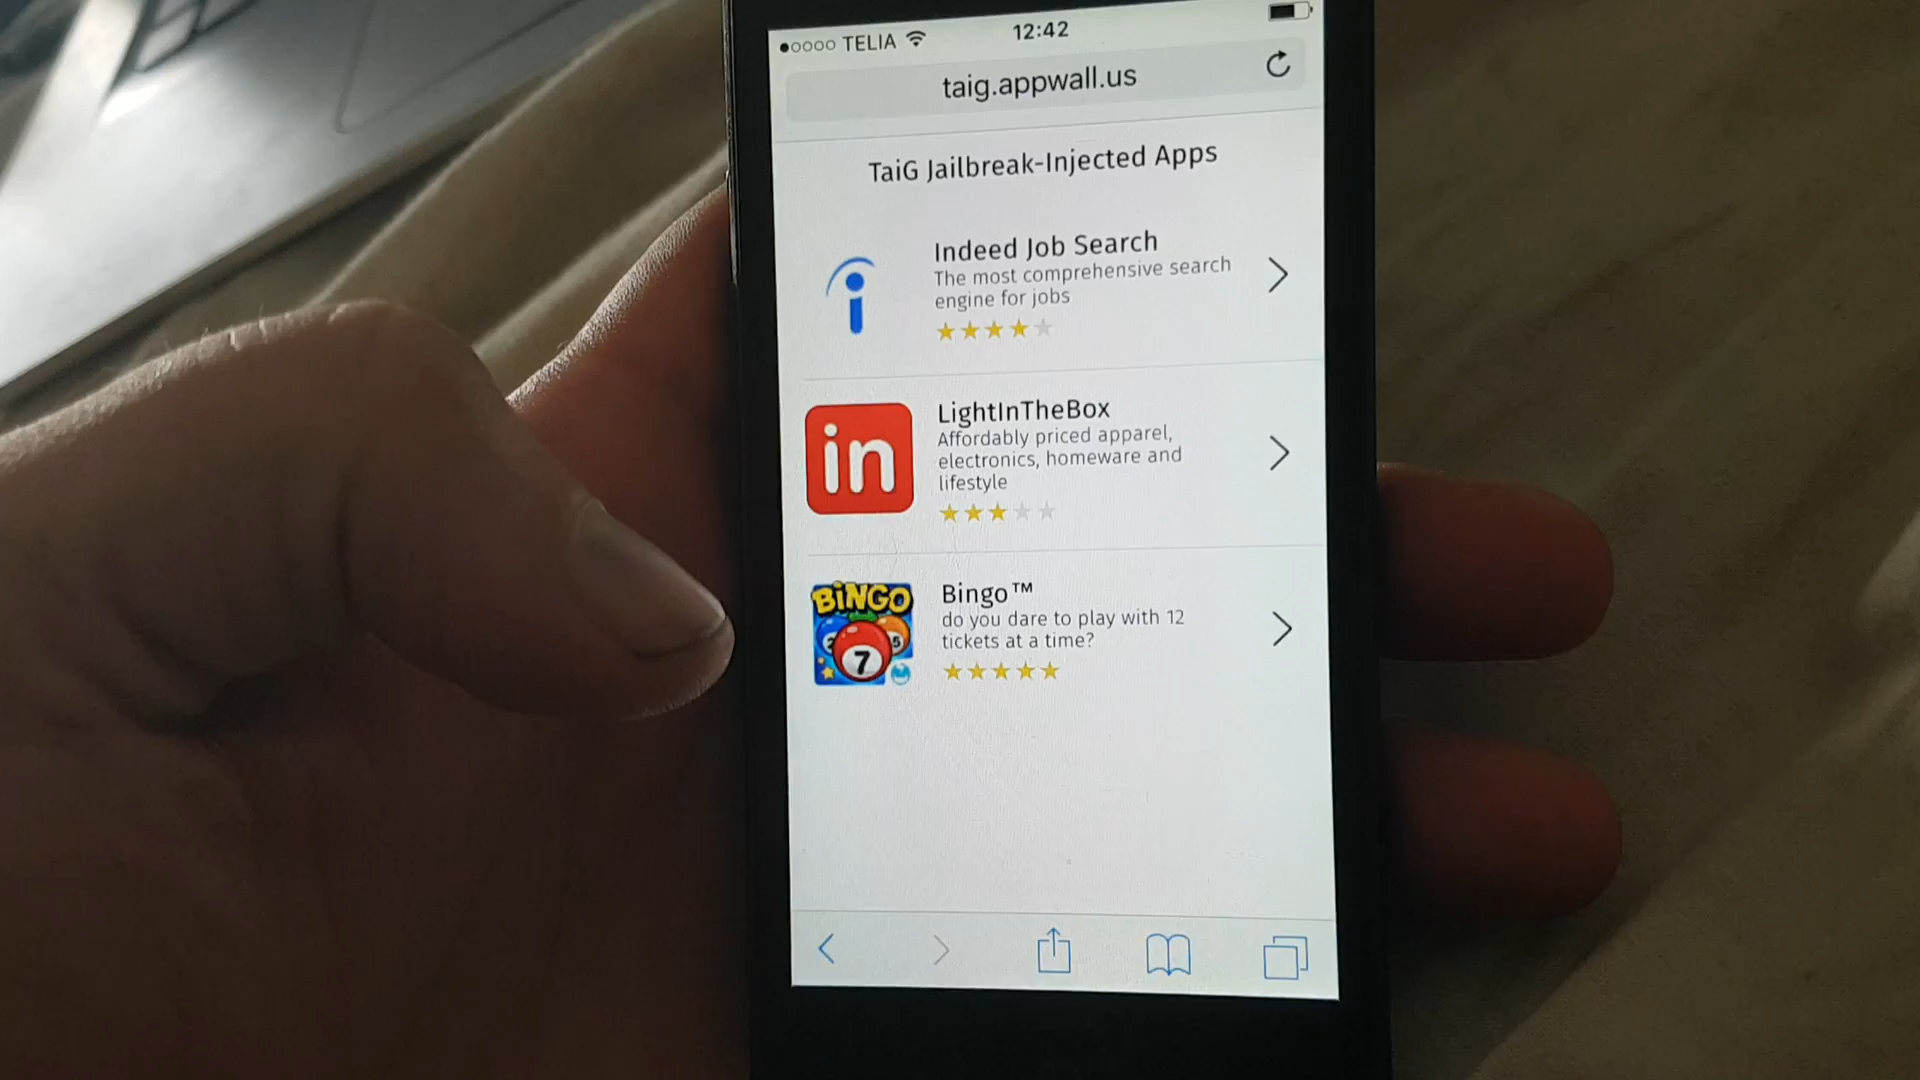 TELIA
12:42
taig.appwall.us
TaiG Jailbreak-Injected Apps
Indeed Job Search
The most comprehensive search
engine for jobs
in
LightInTheBox
Affordably priced apparel,
electronics, homeware and
lifestyle
BiNGO
2
5
7
Bingo™
do you dare to play with 12
tickets at a time?